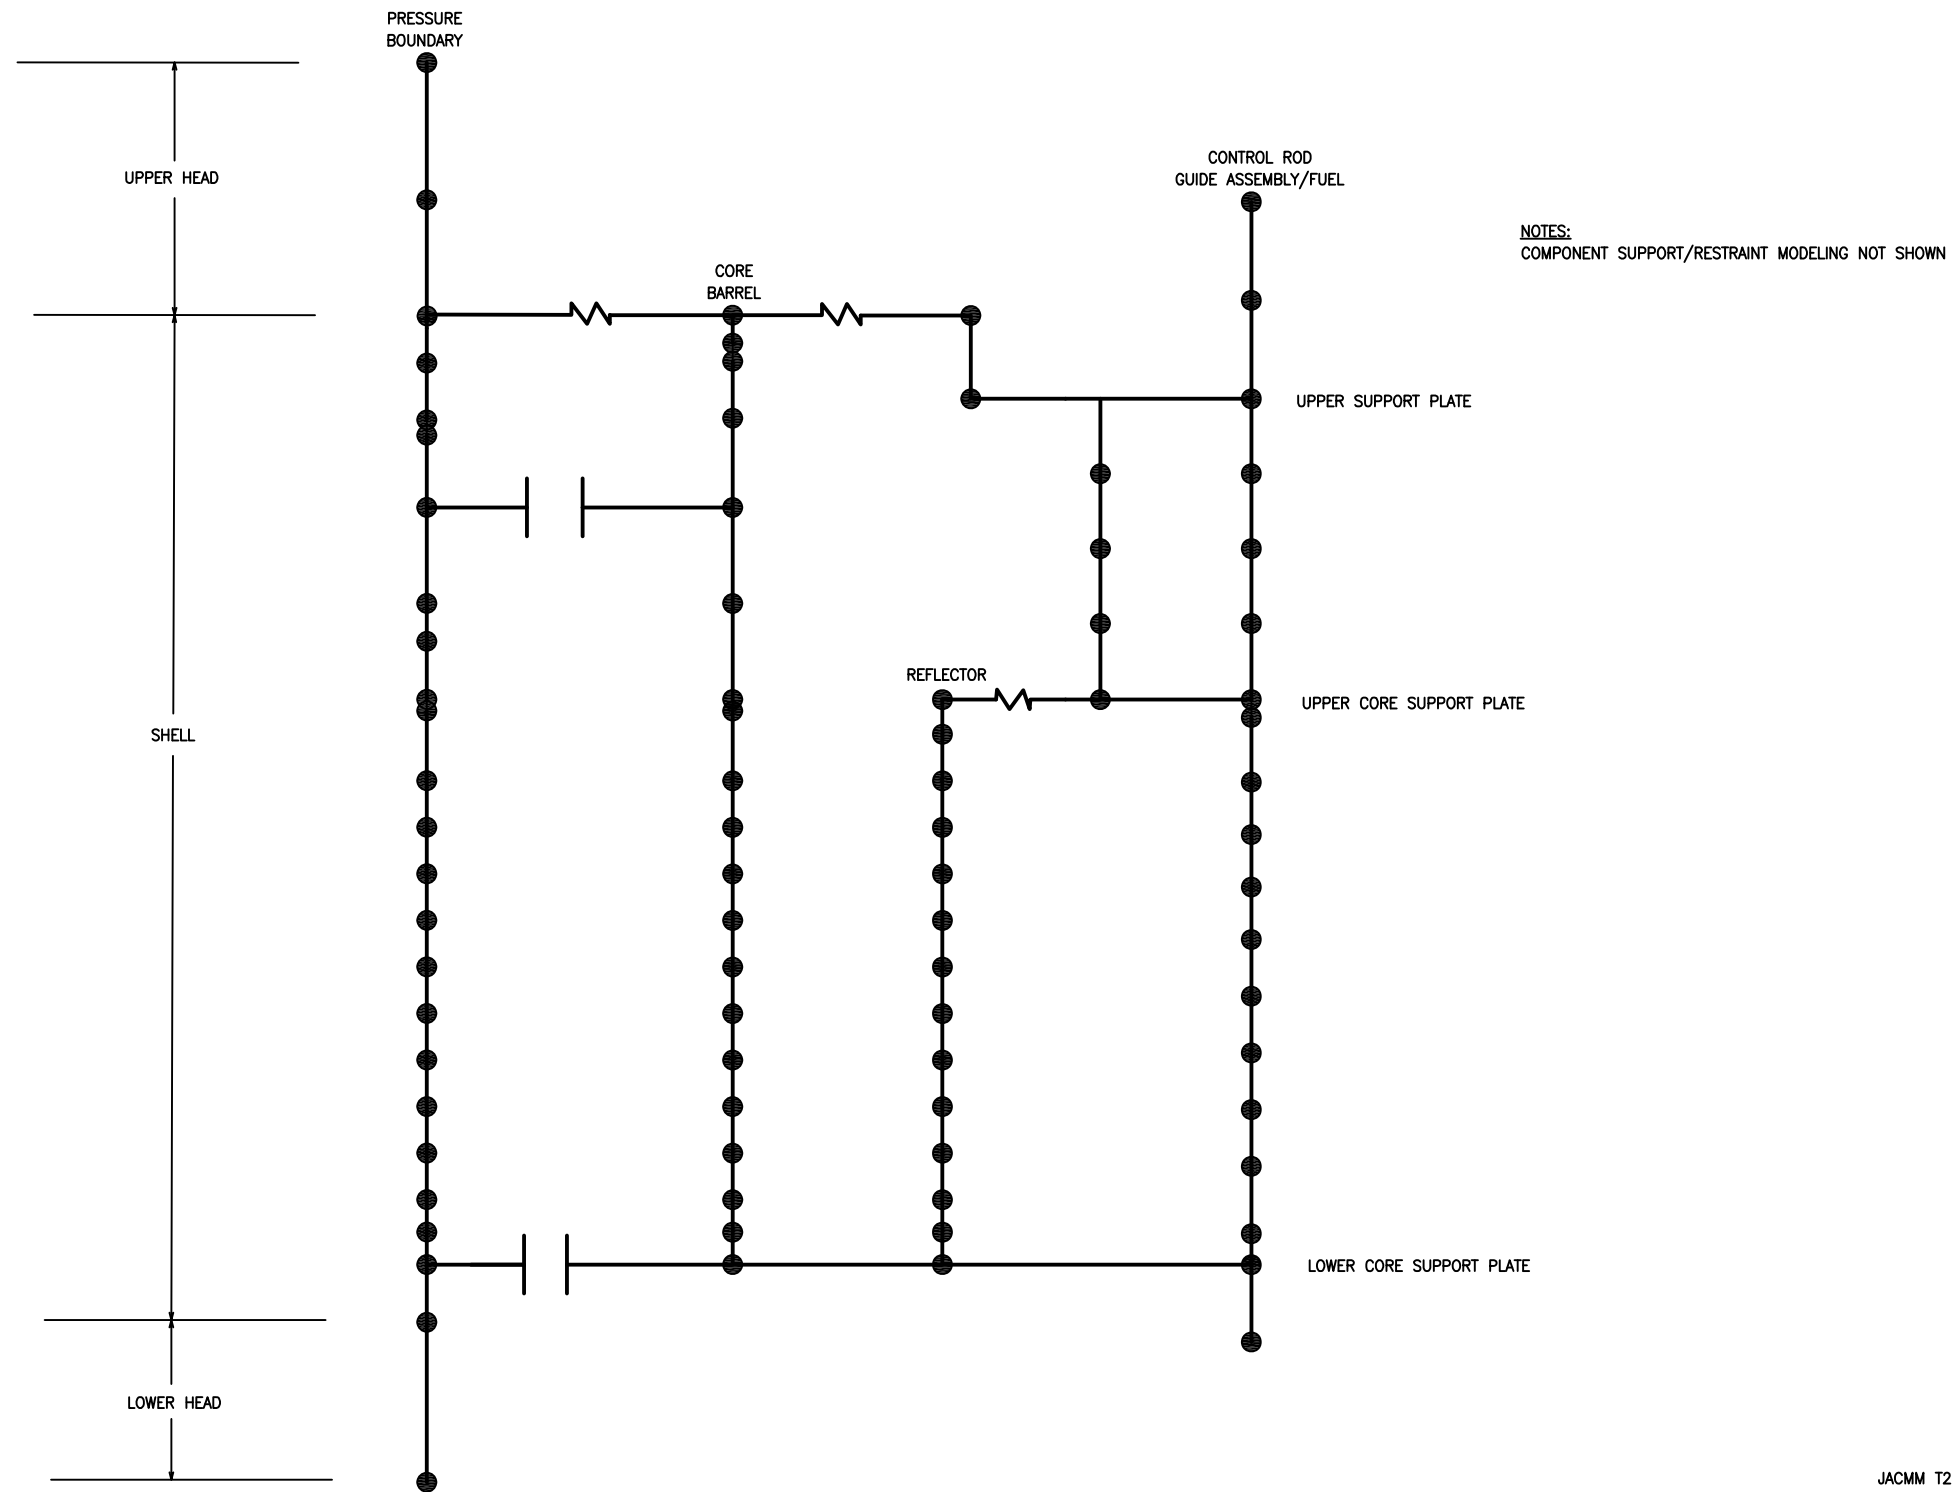 PRESSURE
BOUNDARY
CONTROL ROD
GUIDE ASSEMBLY/FUEL
UPPER HEAD
NOTES:
COMPONENT SUPPORT/RESTRAINT MODELING NOT SHOWN
CORE
BARREL
UPPER SUPPORT PLATE
REFLECTOR
UPPER CORE SUPPORT PLATE
SHELL
LOWER CORE SUPPORT PLATE
LOWER HEAD
JACMM T2